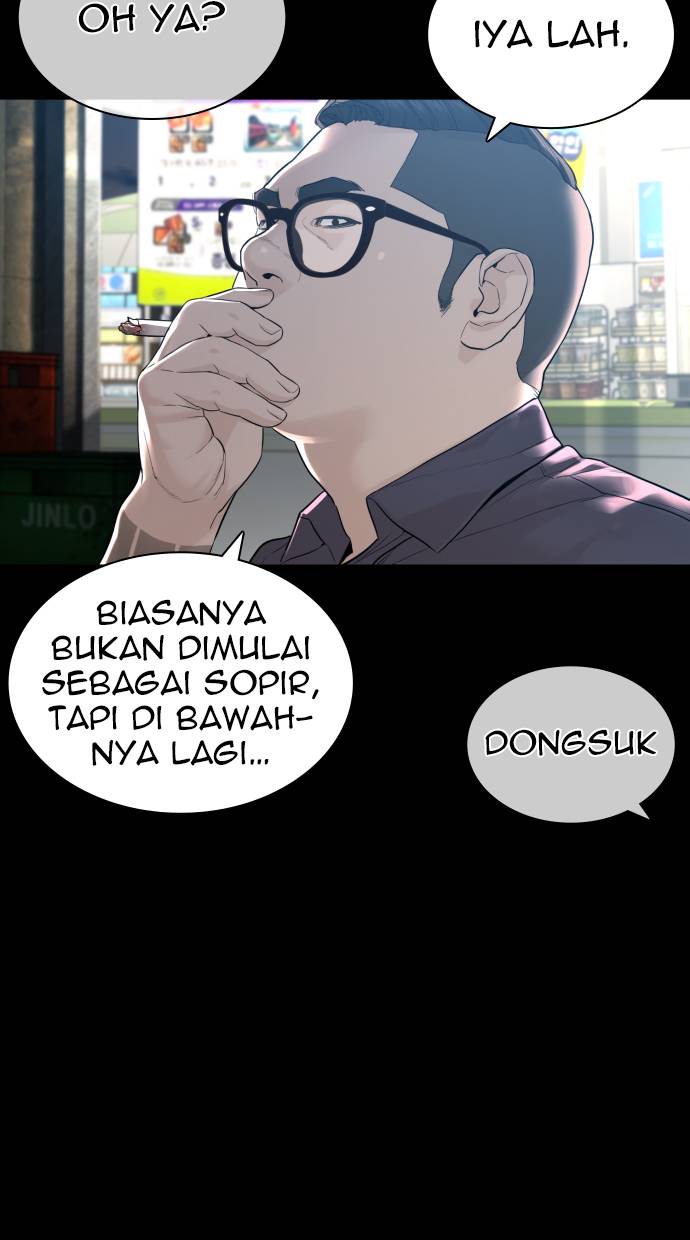 OH YA?
IYA LAH.
JINLO
BIASANYA
BUKAN DIMULAI
SEBAGAI SOPIR,
TAPI DI BAWAH-
NYA LAGI...
DONGSUK